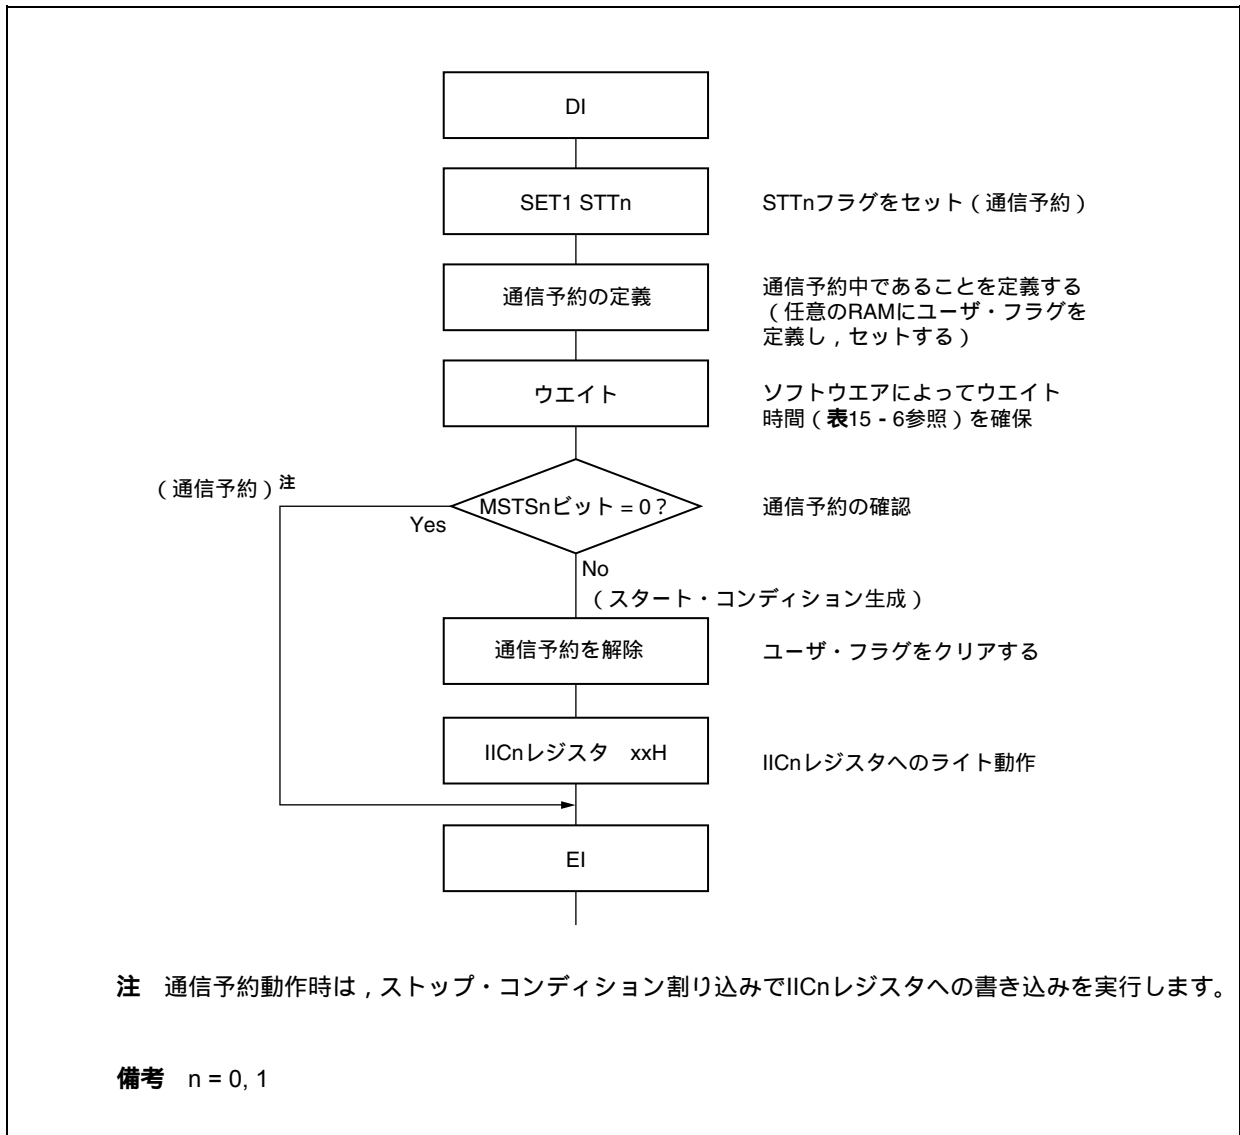 DI
SET1 STTn
STTnフラグをセット（通信予約）
通信予約の定義
通信予約中であることを定義する
（任意のRAMにユーザ・フラグを
定義し，セットする）
ウエイト
ソフトウエアによってウエイト
時間（表15-6参照）を確保
（通信予約）注
MSTSnビット = 0？
通信予約の確認
Yes
No
（スタート・コンディション生成）
通信予約を解除
ユーザ・フラグをクリアする
IICnレジスタ　xxH
IICnレジスタへのライト動作
EI
注　通信予約動作時は，ストップ・コンディション割り込みでIICnレジスタへの書き込みを実行します。
備考　n = 0, 1